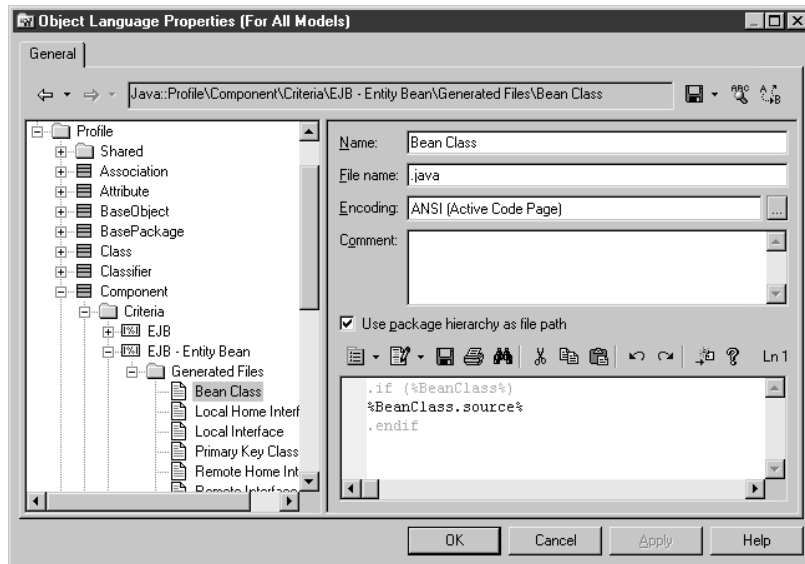 Object Language Properties (For All Models)
General
Java::Profile\Component\Criteria\EJB - Entity Bean\Generated Files\Bean Class
Profile
Shared
Association
Attribute
BaseObject
BasePackage
Class
Classifier
Component
Criteria
EJB
EJB - Entity Bean
Generated Files
Bean Class
Local Home Interf
Local Interface
Primary Key Class
Remote Home Int
Remote Interface
Name: Bean Class
File name: .java
Encoding: ANSI (Active Code Page) ...
Comment:
Use package hierarchy as file path
Ln 1
.if (%BeanClass%)
%BeanClass.source%
.endif
OK Cancel Apply Help